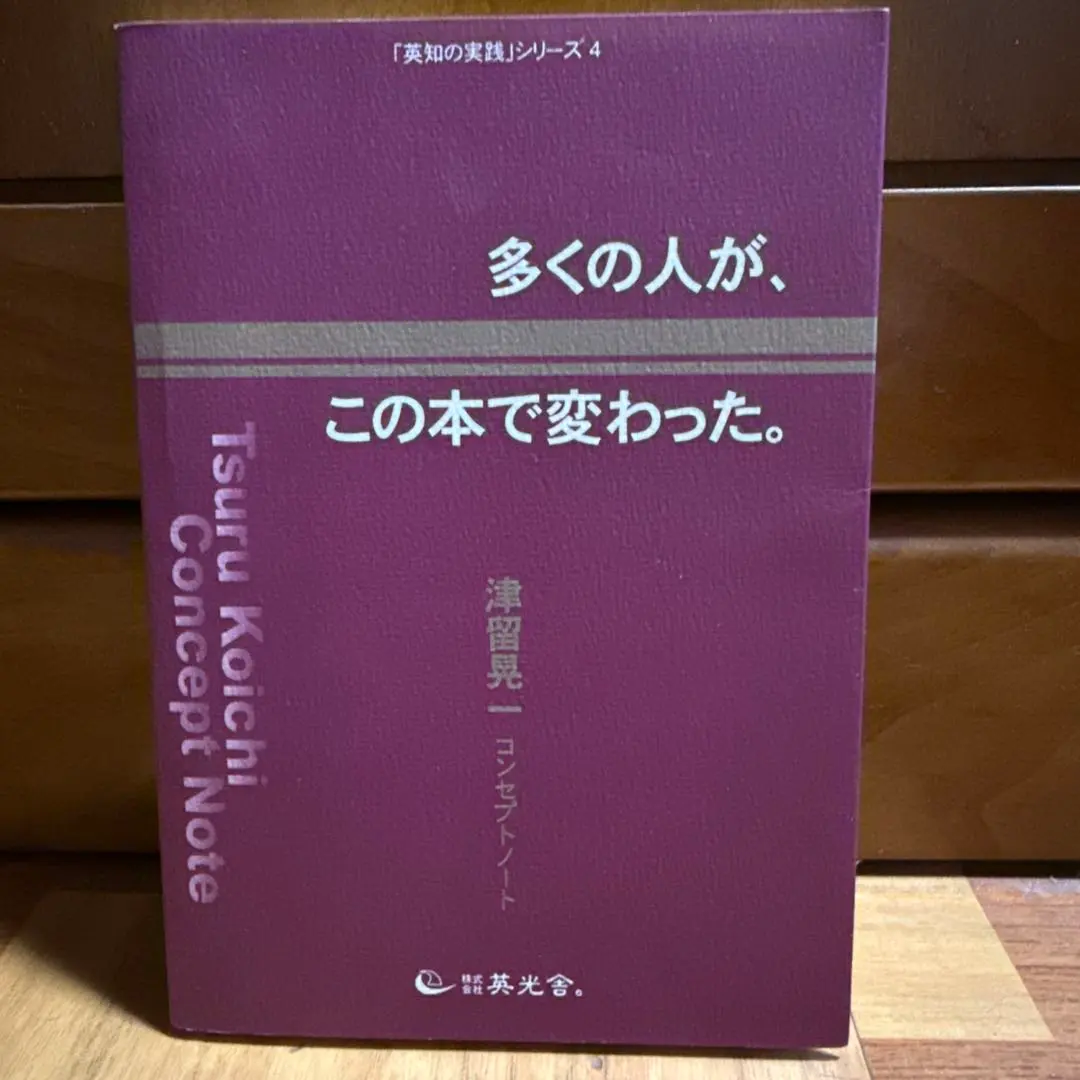 「英知の実践」シリーズ 4
多くの人が、
この本で変わった。
Tsuru Koichi
Concept Note
津留晃一
コンセプトノート
株式会社 英光舎。